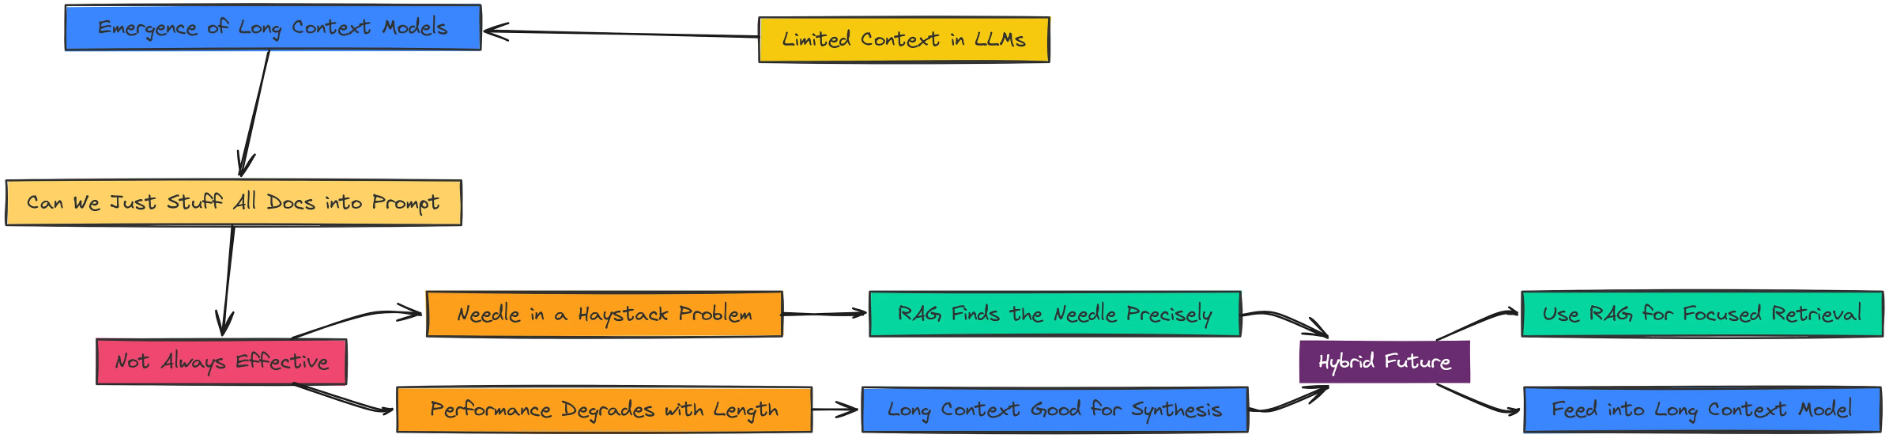 Emergence of Long Context Models
Limited Context in LLMs
Can We Just Stuff All Docs into Prompt
Not Always Effective
Needle in a Haystack Problem
RAG Finds the Needle Precisely
Performance Degrades with Length
Long Context Good for Synthesis
Hybrid Future
Use RAG for Focused Retrieval
Feed into Long Context Model